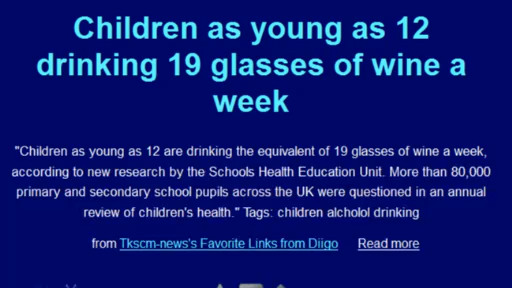 Children as young as 12
drinking 19 glasses of wine a
week
"Children as young as 12 are drinking the equivalent of 19 glasses of wine a week,
according to new research by the Schools Health Education Unit. More than 80,000
primary and secondary school pupils across the UK were questioned in an annual
review of children's health." Tags: children alcholol drinking
from Tkscm-news's Favorite Links from Diigo Read more